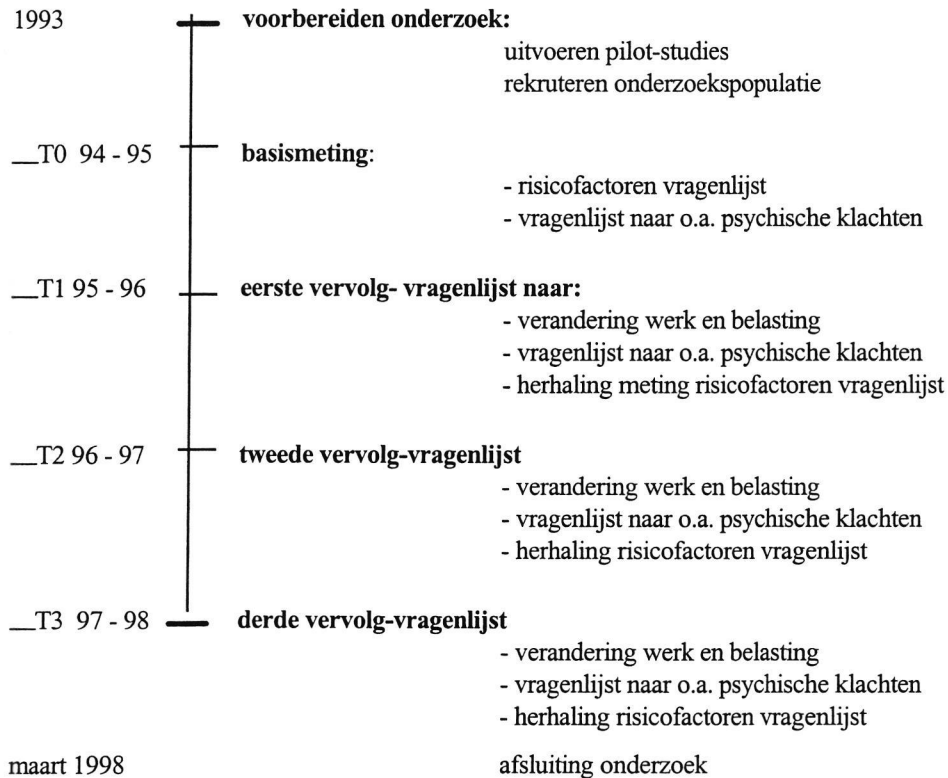 1993 voorbereiden onderzoek:
uitvoeren pilot-studies
rekruteren onderzoekspopulatie
__T0 94 - 95 basismeting:
- risicofactoren vragenlijst
- vragenlijst naar o.a. psychische klachten
__T1 95 - 96 eerste vervolg- vragenlijst naar:
- verandering werk en belasting
- vragenlijst naar o.a. psychische klachten
- herhaling meting risicofactoren vragenlijst
__T2 96 - 97 tweede vervolg-vragenlijst
- verandering werk en belasting
- vragenlijst naar o.a. psychische klachten
- herhaling risicofactoren vragenlijst
__T3 97 - 98 derde vervolg-vragenlijst
- verandering werk en belasting
- vragenlijst naar o.a. psychische klachten
- herhaling risicofactoren vragenlijst
maart 1998 afsluiting onderzoek